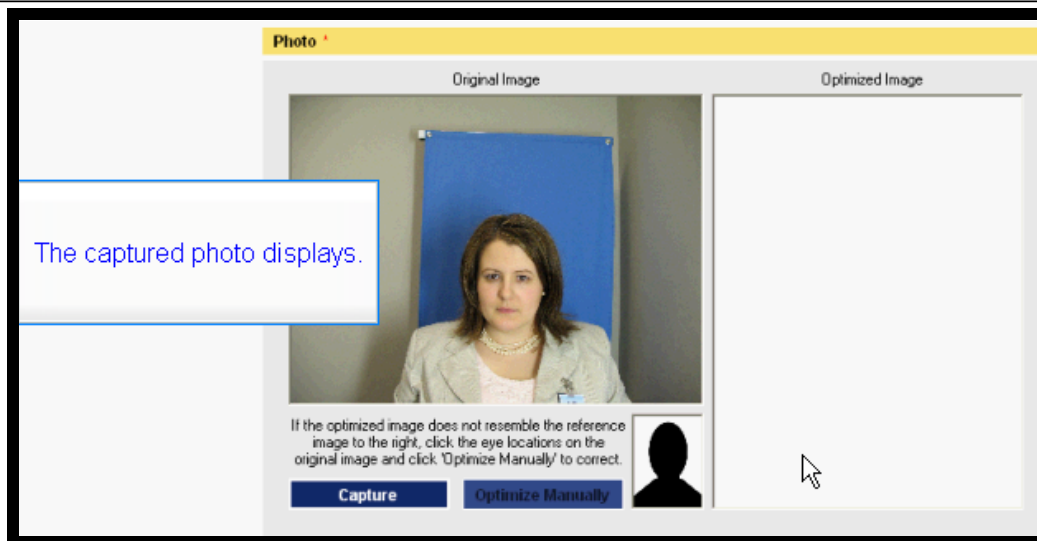 Photo *
Original Image
Optimized Image
The captured photo displays.
If the optimized image does not resemble the reference
image to the right, click the eye locations on the
original image and click 'Optimize Manually' to correct.
Capture
Optimize Manually